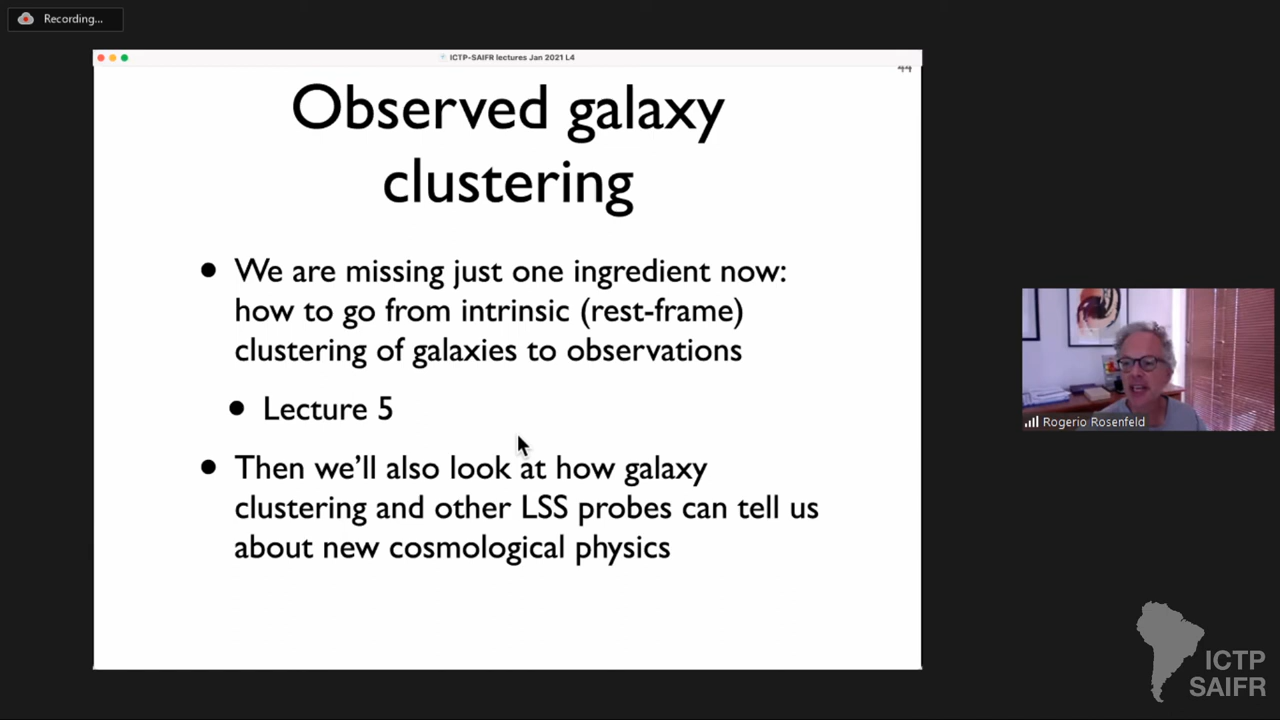 Recording...
ICTP-SAIFR lectures Jan 2021 L4
44
Observed galaxy
clustering
• We are missing just one ingredient now:
how to go from intrinsic (rest-frame)
clustering of galaxies to observations
• Lecture 5
• Then we’ll also look at how galaxy
clustering and other LSS probes can tell us
about new cosmological physics
Rogerio Rosenfeld
ICTP
SAIFR